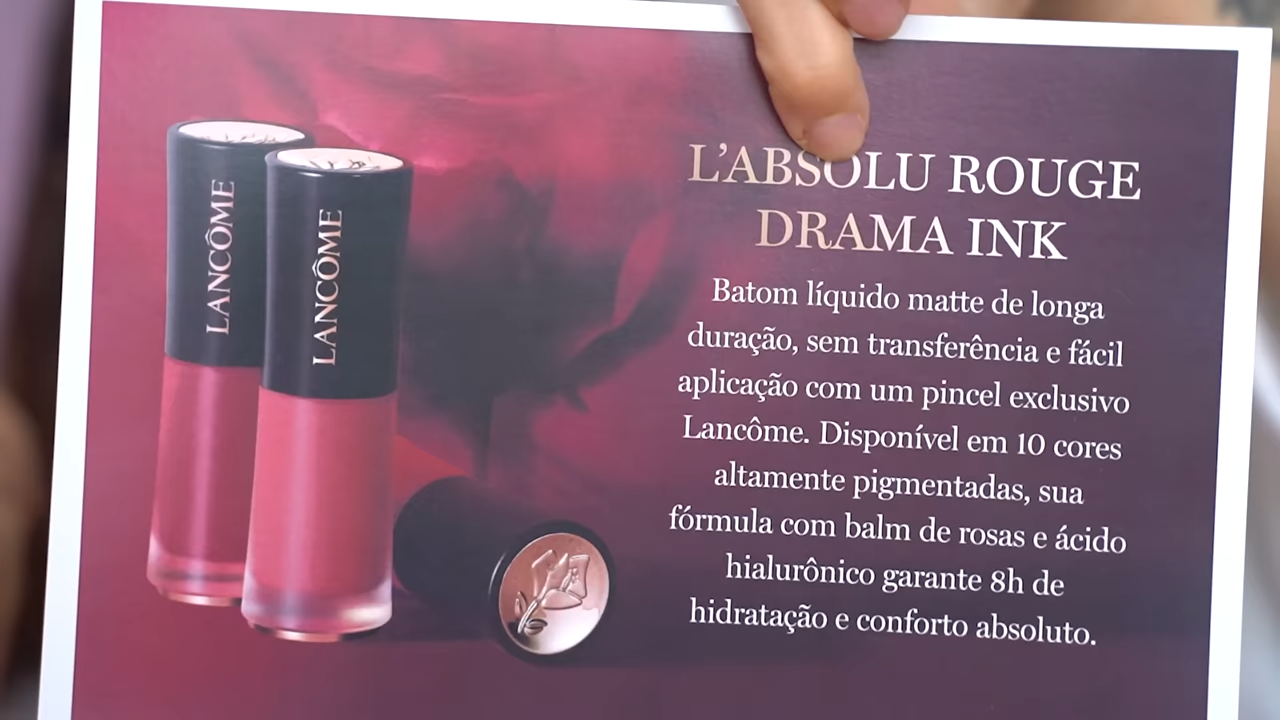 LANCÔME
LANCÔME
L'ABSOLU ROUGE
DRAMA INK
Batom líquido matte de longa
duração, sem transferência e fácil
aplicação com um pincel exclusivo
Lancôme. Disponível em 10 cores
altamente pigmentadas, sua
fórmula com balm de rosas e ácido
hialurônico garante 8h de
hidratação e conforto absoluto.